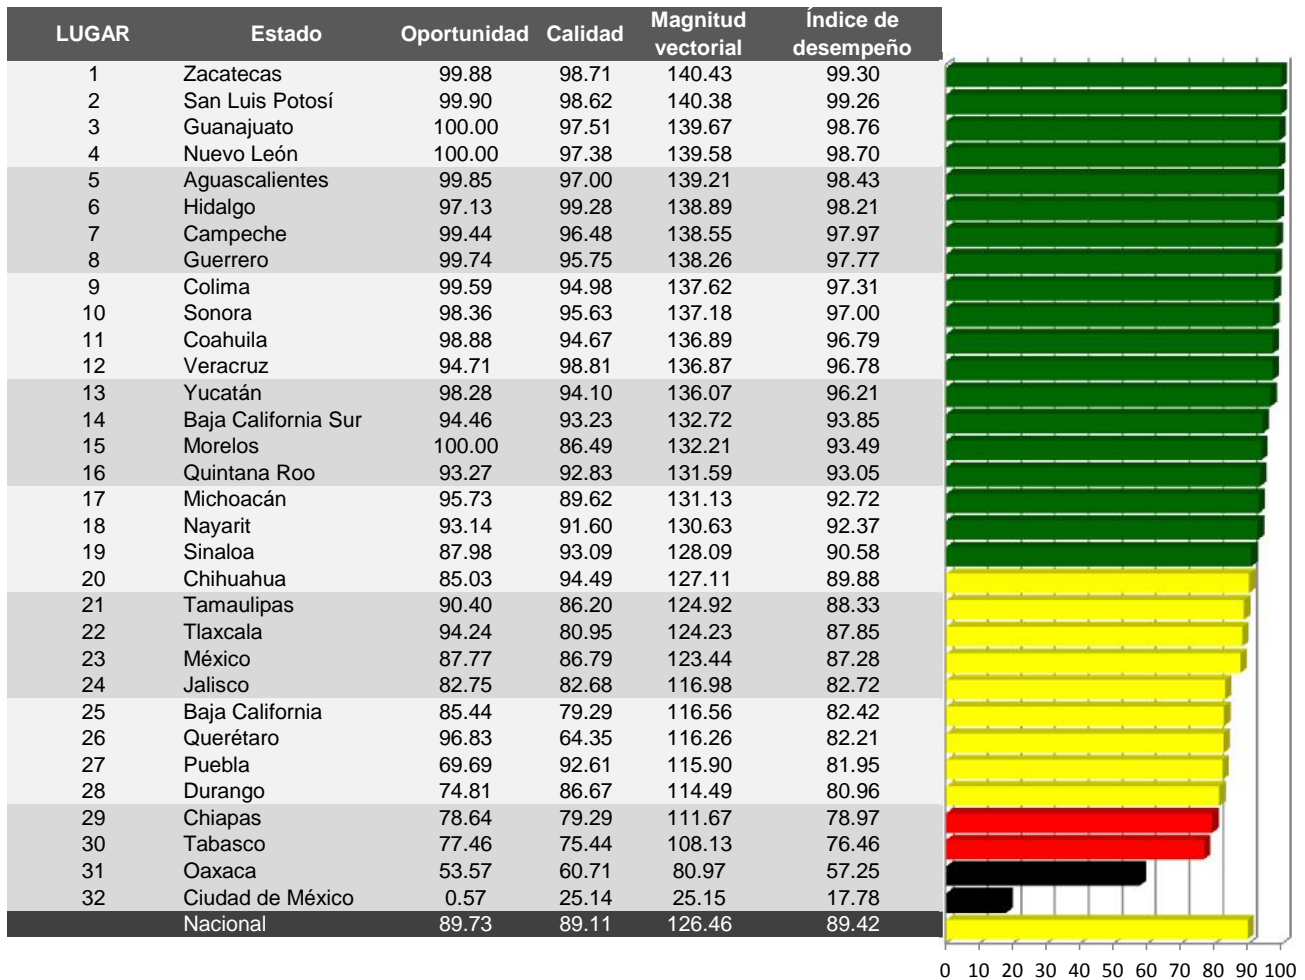 LUGAR Estado Oportunidad Calidad Magnitud vectorial Índice de desempeño
1 Zacatecas 99.88 98.71 140.43 99.30
2 San Luis Potosí 99.90 98.62 140.38 99.26
3 Guanajuato 100.00 97.51 139.67 98.76
4 Nuevo León 100.00 97.38 139.58 98.70
5 Aguascalientes 99.85 97.00 139.21 98.43
6 Hidalgo 97.13 99.28 138.89 98.21
7 Campeche 99.44 96.48 138.55 97.97
8 Guerrero 99.74 95.75 138.26 97.77
9 Colima 99.59 94.98 137.62 97.31
10 Sonora 98.36 95.63 137.18 97.00
11 Coahuila 98.88 94.67 136.89 96.79
12 Veracruz 94.71 98.81 136.87 96.78
13 Yucatán 98.28 94.10 136.07 96.21
14 Baja California Sur 94.46 93.23 132.72 93.85
15 Morelos 100.00 86.49 132.21 93.49
16 Quintana Roo 93.27 92.83 131.59 93.05
17 Michoacán 95.73 89.62 131.13 92.72
18 Nayarit 93.14 91.60 130.63 92.37
19 Sinaloa 87.98 93.09 128.09 90.58
20 Chihuahua 85.03 94.49 127.11 89.88
21 Tamaulipas 90.40 86.20 124.92 88.33
22 Tlaxcala 94.24 80.95 124.23 87.85
23 México 87.77 86.79 123.44 87.28
24 Jalisco 82.75 82.68 116.98 82.72
25 Baja California 85.44 79.29 116.56 82.42
26 Querétaro 96.83 64.35 116.26 82.21
27 Puebla 69.69 92.61 115.90 81.95
28 Durango 74.81 86.67 114.49 80.96
29 Chiapas 78.64 79.29 111.67 78.97
30 Tabasco 77.46 75.44 108.13 76.46
31 Oaxaca 53.57 60.71 80.97 57.25
32 Ciudad de México 0.57 25.14 25.15 17.78
Nacional 89.73 89.11 126.46 89.42
0 10 20 30 40 50 60 70 80 90 100